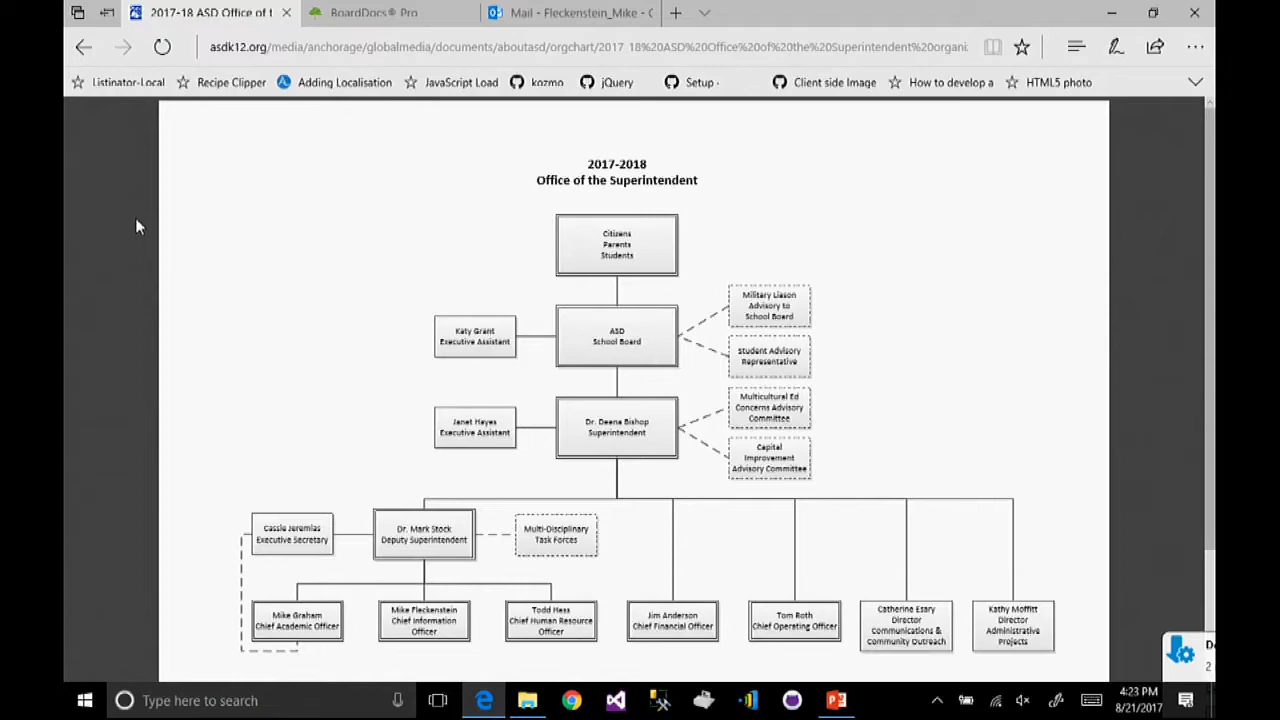 2017-18 ASD Office of t
BoardDocs® Pro
Mail - Fleckenstein_Mike - C
asdk12.org/media/anchorage/globalmedia/documents/aboutasd/orgchart/2017_18%20ASD%20Office%20of%20the%20Superintendent%20organiz
Listinator-Local
Recipe Clipper
Adding Localisation
JavaScript Load
kozmo
jQuery
Setup ·
Client side Image
How to develop a
HTML5 photo
2017-2018
Office of the Superintendent
Citizens
Parents
Students
Military Liason
Advisory to
School Board
Katy Grant
Executive Assistant
ASD
School Board
Student Advisory
Representative
Multicultural Ed
Concerns Advisory
Committee
Janet Hayes
Executive Assistant
Dr. Deena Bishop
Superintendent
Capital
Improvement
Advisory Committee
Cassie Jeremias
Executive Secretary
Dr. Mark Stock
Deputy Superintendent
Multi-Disciplinary
Task Forces
Mike Graham
Chief Academic Officer
Mike Fleckenstein
Chief Information
Officer
Todd Hess
Chief Human Resource
Officer
Jim Anderson
Chief Financial Officer
Tom Roth
Chief Operating Officer
Catherine Esary
Director
Communications &
Community Outreach
Kathy Moffitt
Director
Administrative
Projects
2
Type here to search
4:23 PM
8/21/2017